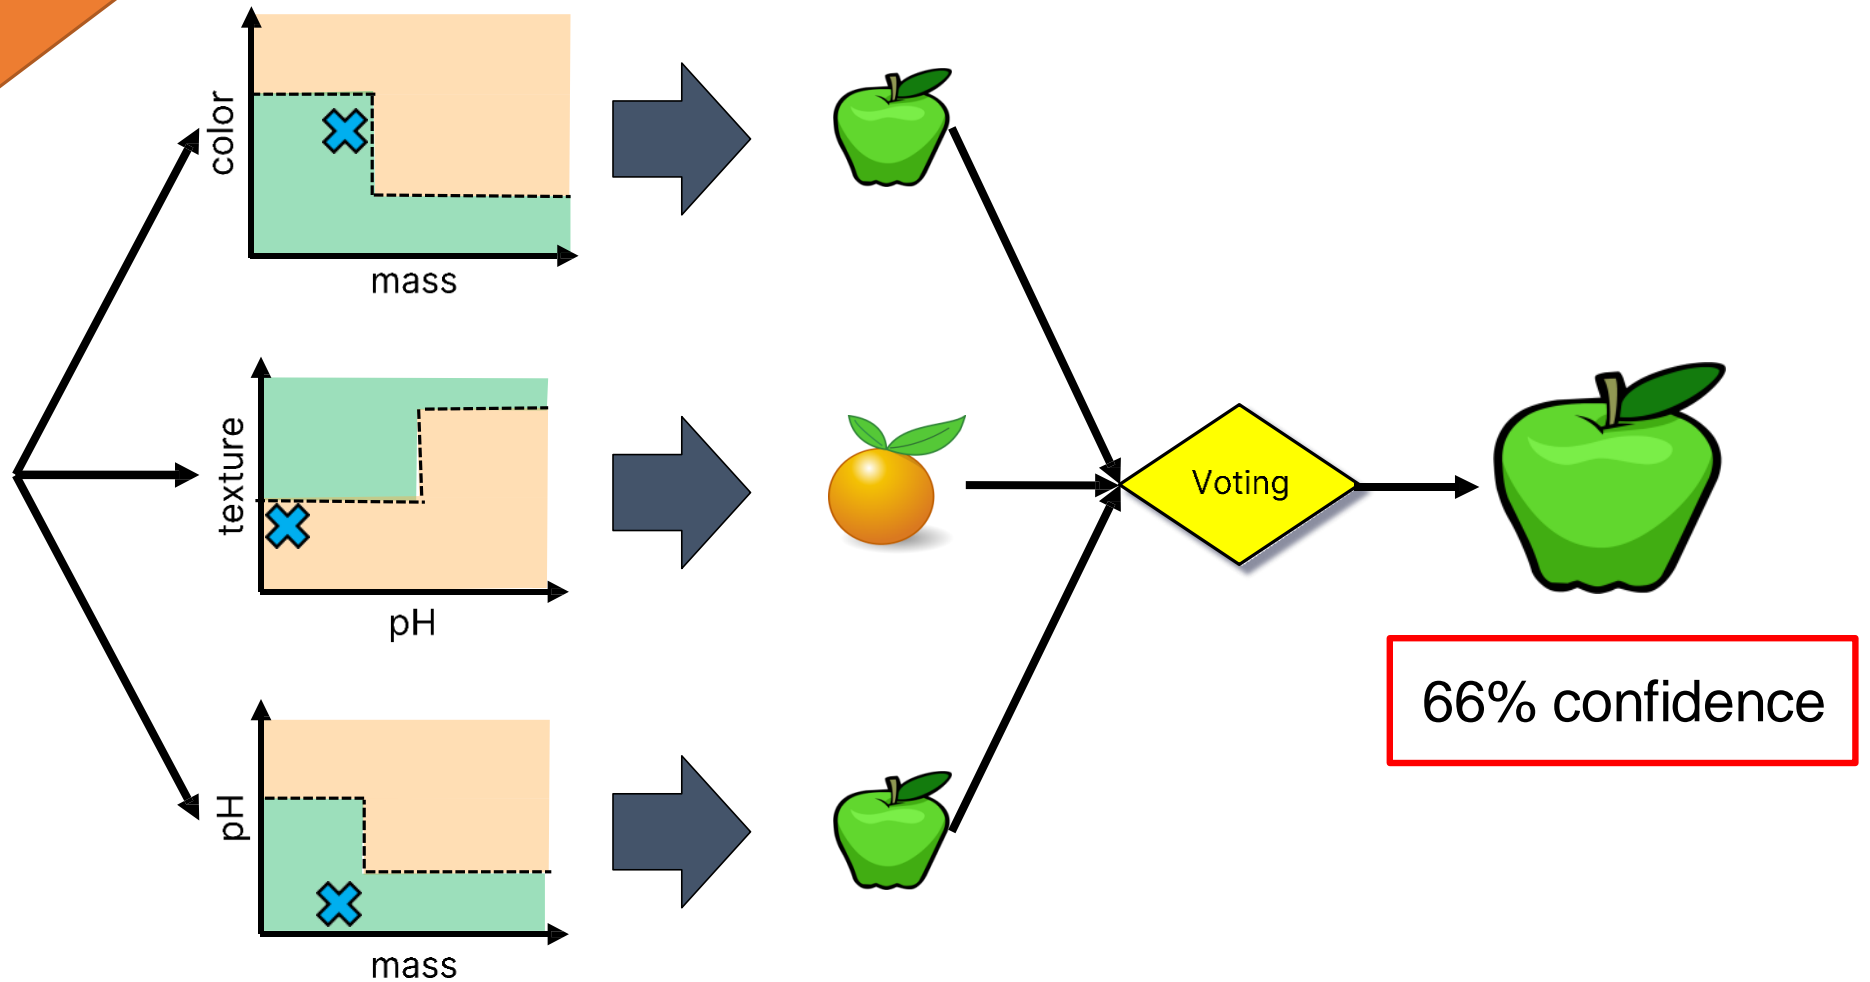 color
mass
texture
pH
Voting
66% confidence
pH
mass